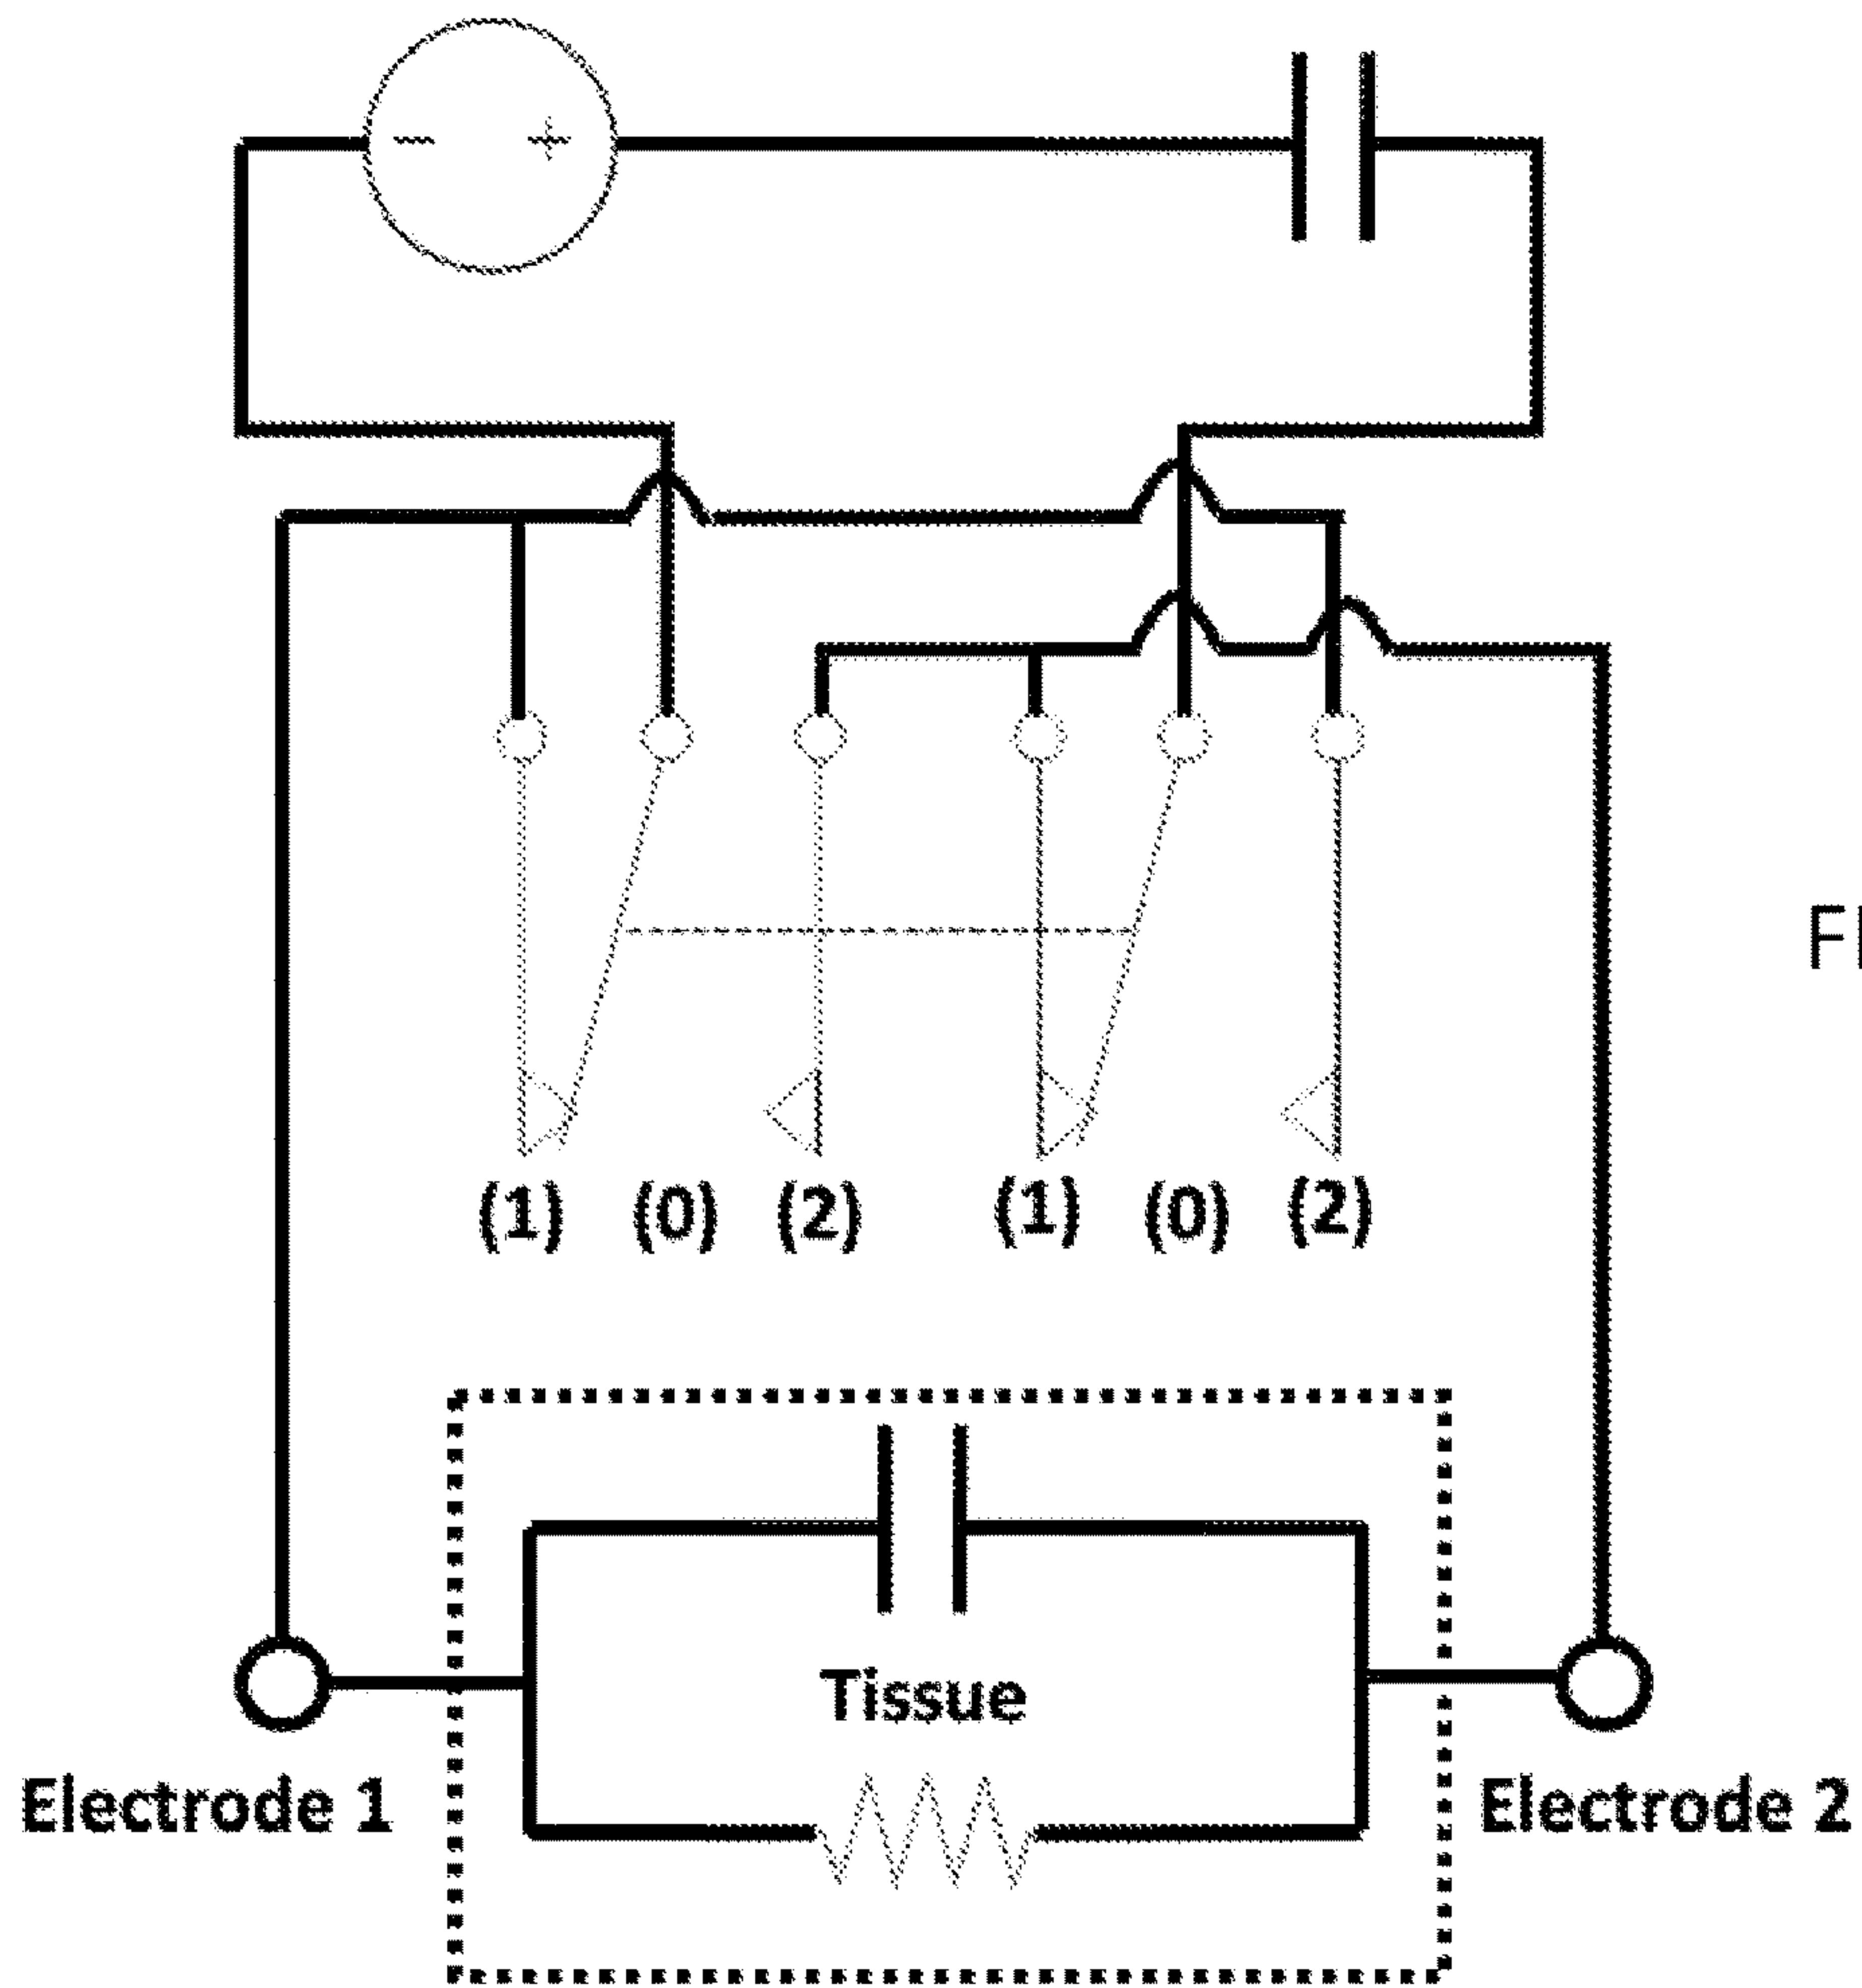 − +
(1) (0) (2) (1) (0) (2)
Tissue
Electrode 1 Electrode 2